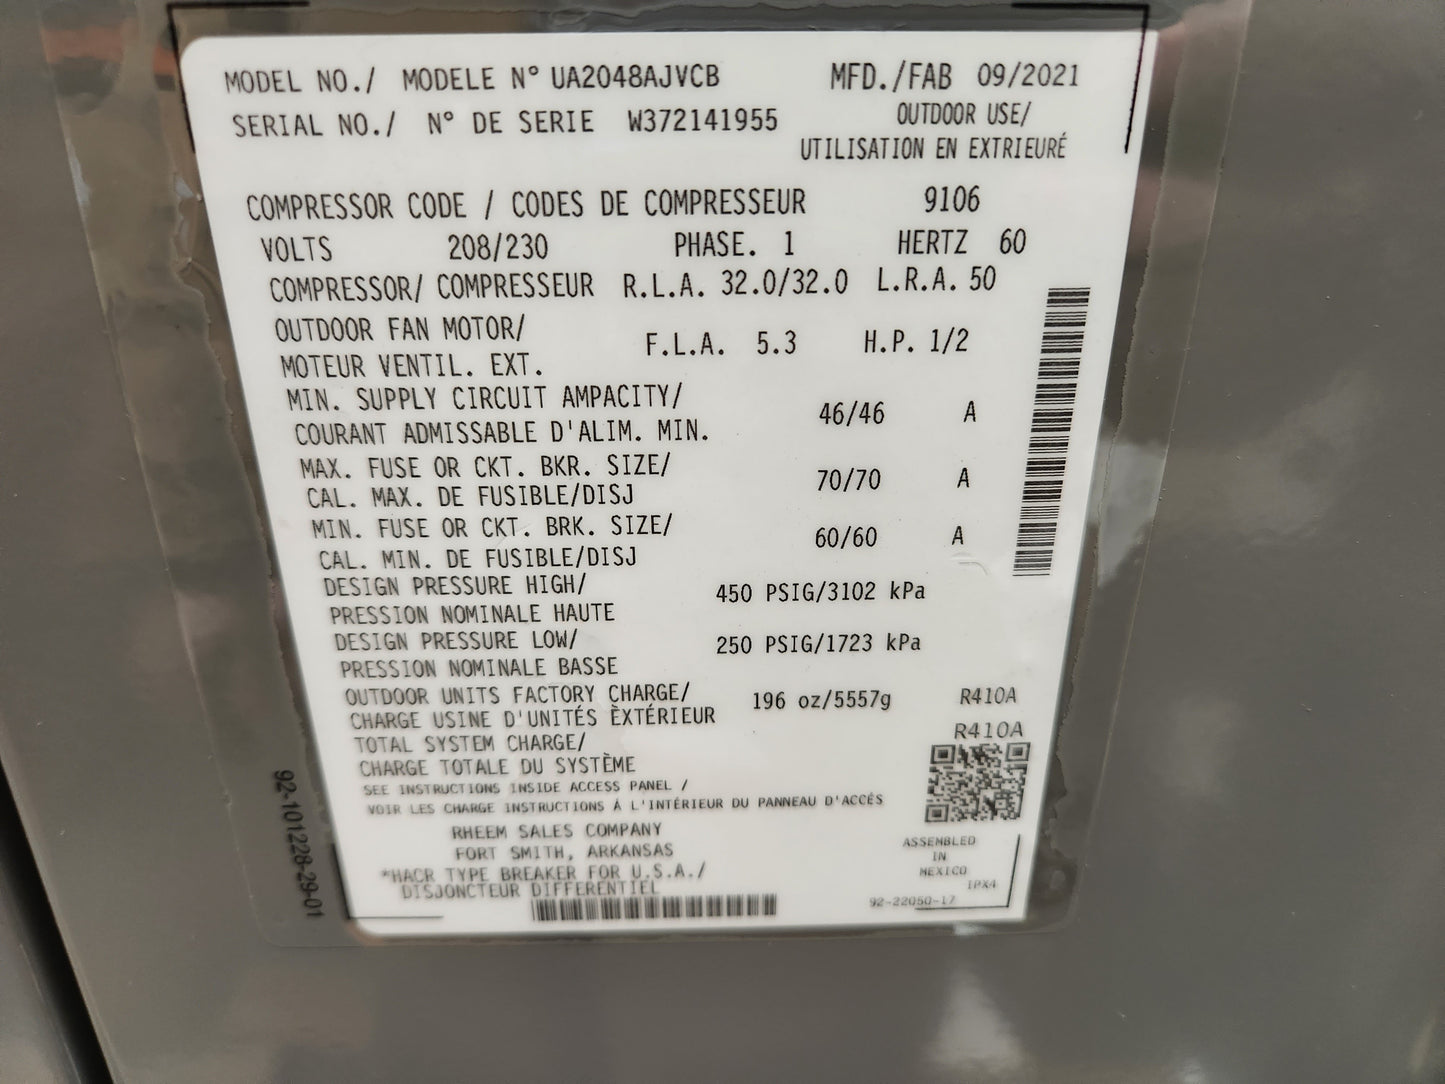 MODEL NO./ MODELE N° UA2048AJVCB MFD./FAB 09/2021
SERIAL NO./ N° DE SERIE W372141955 OUTDOOR USE/
UTILISATION EN EXTRIEURÉ
COMPRESSOR CODE / CODES DE COMPRESSEUR 9106
VOLTS 208/230 PHASE. 1 HERTZ 60
COMPRESSOR/ COMPRESSEUR R.L.A. 32.0/32.0 L.R.A. 50
OUTDOOR FAN MOTOR/
MOTEUR VENTIL. EXT. F.L.A. 5.3 H.P. 1/2
MIN. SUPPLY CIRCUIT AMPACITY/
COURANT ADMISSABLE D'ALIM. MIN. 46/46 A
MAX. FUSE OR CKT. BKR. SIZE/
CAL. MAX. DE FUSIBLE/DISJ 70/70 A
MIN. FUSE OR CKT. BRK. SIZE/
CAL. MIN. DE FUSIBLE/DISJ 60/60 A
DESIGN PRESSURE HIGH/
PRESSION NOMINALE HAUTE 450 PSIG/3102 kPa
DESIGN PRESSURE LOW/
PRESSION NOMINALE BASSE 250 PSIG/1723 kPa
OUTDOOR UNITS FACTORY CHARGE/ 196 oz/5557g R410A
CHARGE USINE D'UNITÉS ÈXTÉRIEUR
TOTAL SYSTEM CHARGE/ R410A
CHARGE TOTALE DU SYSTÈME
SEE INSTRUCTIONS INSIDE ACCESS PANEL /
VOIR LES CHARGE INSTRUCTIONS À L'INTÉRIEUR DU PANNEAU D'ACCÉS
RHEEM SALES COMPANY
FORT SMITH, ARKANSAS
*HACR TYPE BREAKER FOR U.S.A./
DISJONCTEUR DIFFERENTIEL
ASSEMBLED
IN
MEXICO
IPX4
92-22050-17
92-101228-29-01